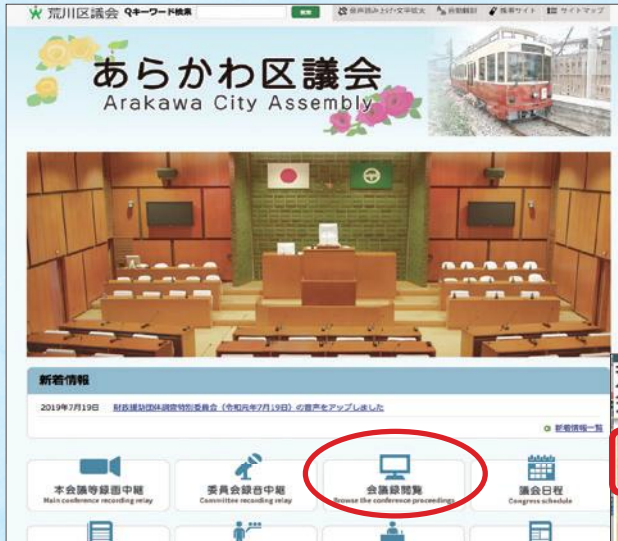 荒川区議会 Qキーワード検索 検索 音声読み上げ・文字拡大 自動翻訳 携帯サイト サイトマップ
あらかわ区議会
Arakawa City Assembly
新着情報
2019年7月19日 財政援助団体調査特別委員会(令和元年7月19日)の音声をアップしました
新着情報一覧
本会議等録画中継 委員会録音中継 会議録閲覧 議会日程
Main conference recording relay Committee recording relay Browse the conference proceedings Congress schedule